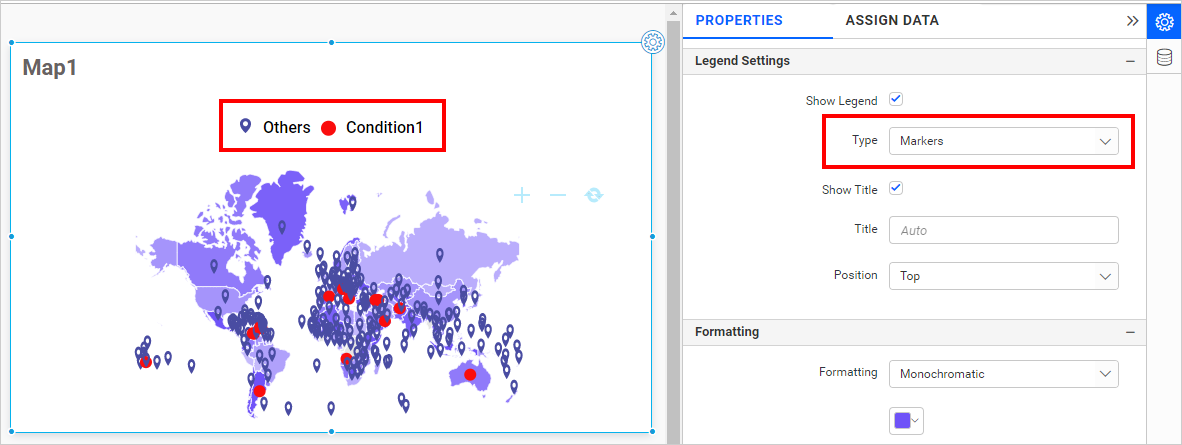 Map1
Others Condition1
PROPERTIES ASSIGN DATA
Legend Settings
Show Legend
Type Markers
Show Title
Title Auto
Position Top
Formatting
Formatting Monochromatic